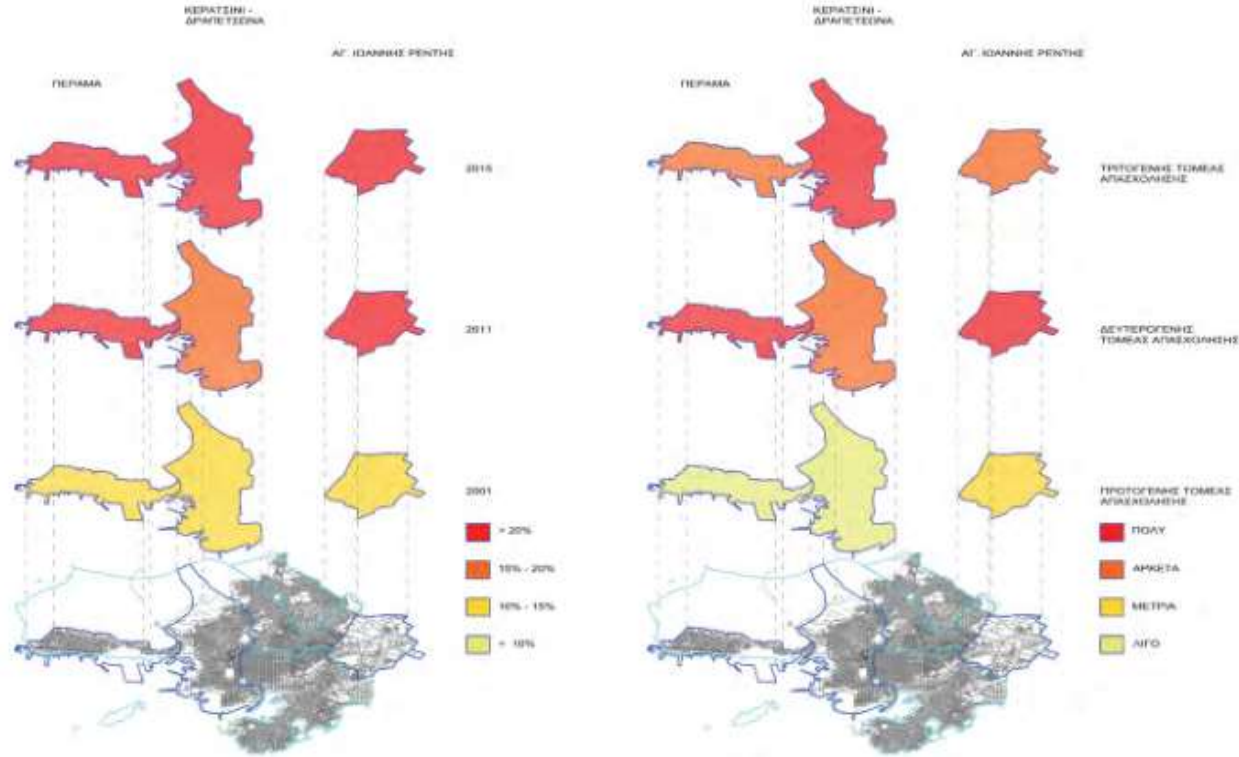 ΚΕΡΑΤΣΙΝΙ -
ΔΡΑΠΕΤΣΩΝΑ
ΑΓ. ΙΩΑΝΝΗΣ ΡΕΝΤΗΣ
ΠΕΡΑΜΑ
2015
2011
2001
> 20%
15% - 20%
10% - 15%
< 10%
ΚΕΡΑΤΣΙΝΙ -
ΔΡΑΠΕΤΣΩΝΑ
ΑΓ. ΙΩΑΝΝΗΣ ΡΕΝΤΗΣ
ΠΕΡΑΜΑ
ΤΡΙΤΟΓΕΝΗΣ ΤΟΜΕΑΣ
ΑΠΑΣΧΟΛΗΣΗΣ
ΔΕΥΤΕΡΟΓΕΝΗΣ
ΤΟΜΕΑΣ ΑΠΑΣΧΟΛΗΣΗΣ
ΠΡΩΤΟΓΕΝΗΣ ΤΟΜΕΑΣ
ΑΠΑΣΧΟΛΗΣΗΣ
ΠΟΛΥ
ΑΡΚΕΤΑ
ΜΕΤΡΙΑ
ΛΙΓΟ